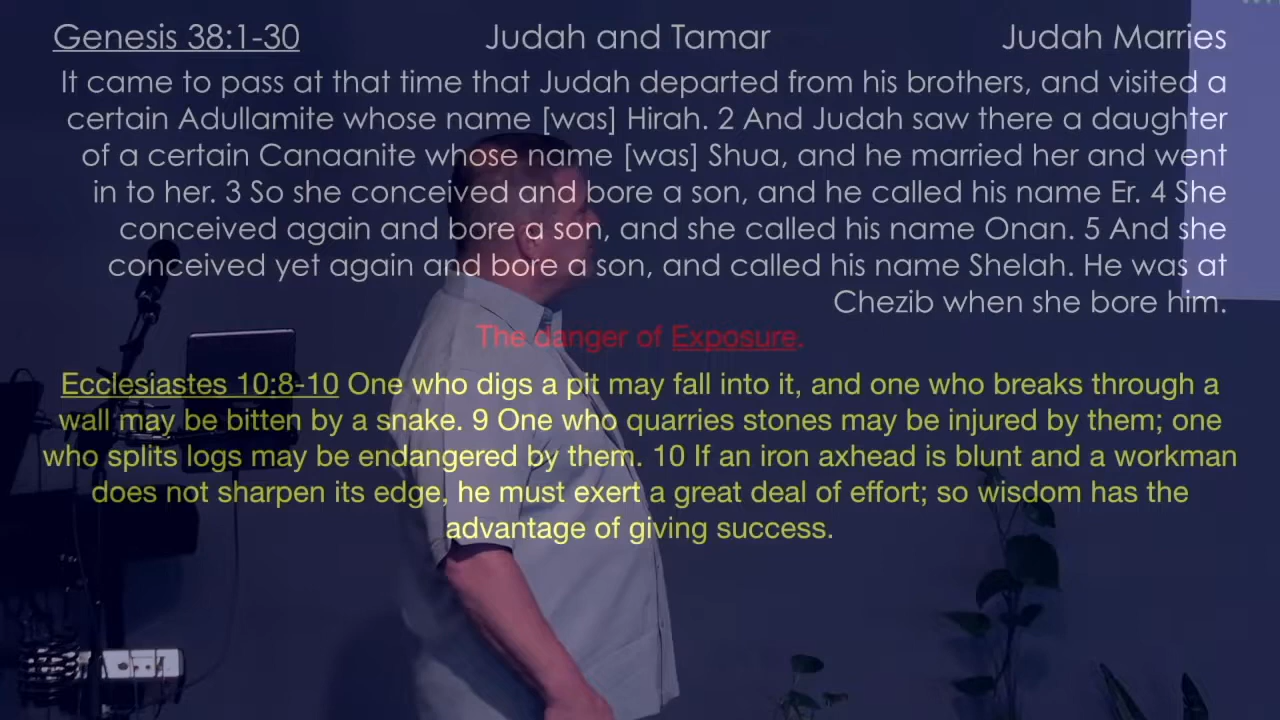 Genesis 38:1-30 Judah and Tamar Judah Marries
It came to pass at that time that Judah departed from his brothers, and visited a
certain Adullamite whose name [was] Hirah. 2 And Judah saw there a daughter
of a certain Canaanite whose name [was] Shua, and he married her and went
in to her. 3 So she conceived and bore a son, and he called his name Er. 4 She
conceived again and bore a son, and she called his name Onan. 5 And she
conceived yet again and bore a son, and called his name Shelah. He was at
Chezib when she bore him.
The danger of Exposure.
Ecclesiastes 10:8-10 One who digs a pit may fall into it, and one who breaks through a
wall may be bitten by a snake. 9 One who quarries stones may be injured by them; one
who splits logs may be endangered by them. 10 If an iron axhead is blunt and a workman
does not sharpen its edge, he must exert a great deal of effort; so wisdom has the
advantage of giving success.